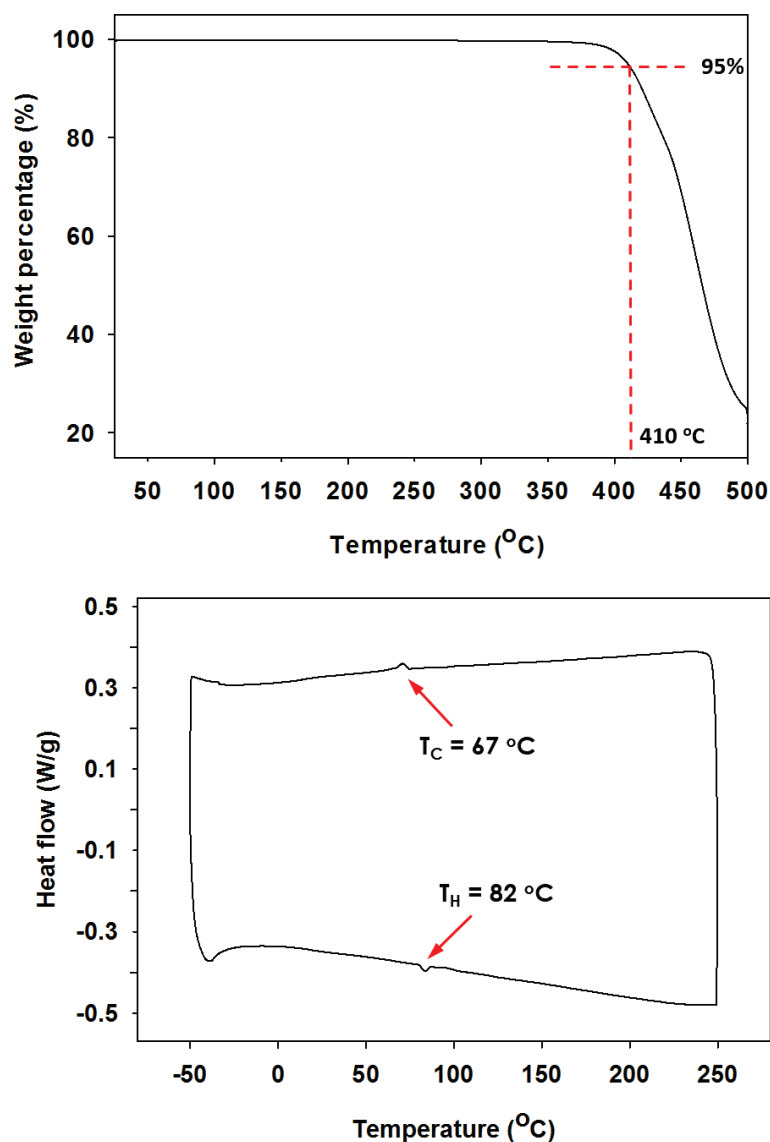 100
80
60
40
20
Weight percentage (%)
95%
410 °C
50 100 150 200 250 300 350 400 450 500
Temperature (°C)
0.5
0.3
0.1
-0.1
-0.3
-0.5
Heat flow (W/g)
T_C = 67 °C
T_H = 82 °C
-50 0 50 100 150 200 250
Temperature (°C)